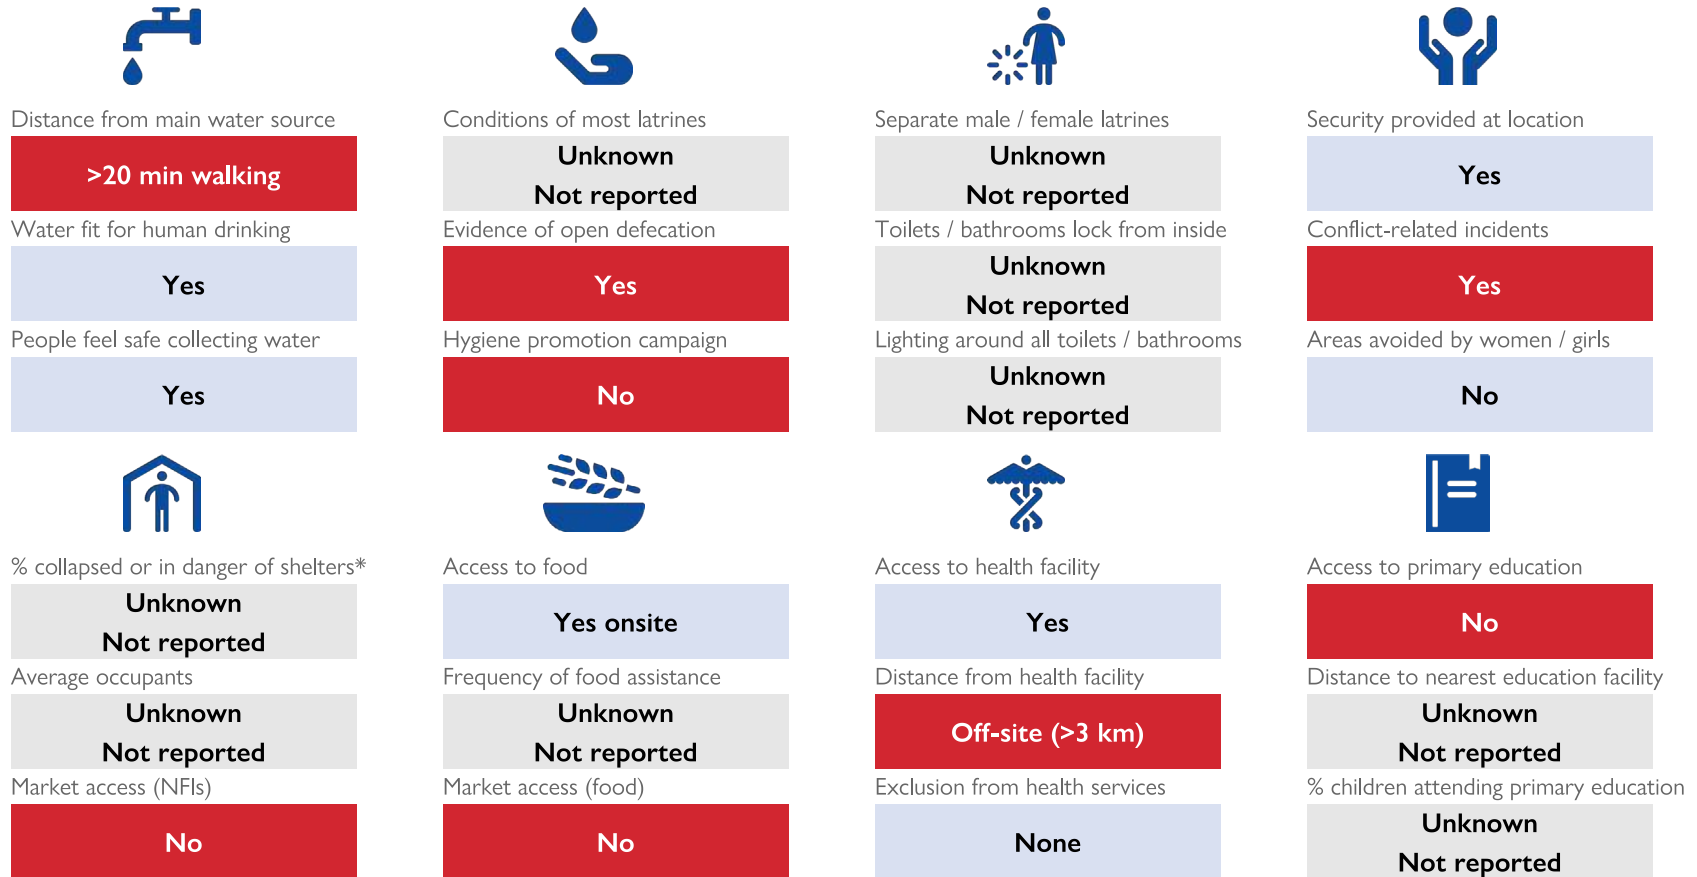 Distance from main water source
>20 min walking
Water fit for human drinking
Yes
People feel safe collecting water
Yes
Conditions of most latrines
Unknown
Not reported
Evidence of open defecation
Yes
Hygiene promotion campaign
No
Separate male / female latrines
Unknown
Not reported
Toilets / bathrooms lock from inside
Unknown
Not reported
Lighting around all toilets / bathrooms
Unknown
Not reported
Security provided at location
Yes
Conflict-related incidents
Yes
Areas avoided by women / girls
No
% collapsed or in danger of shelters*
Unknown
Not reported
Average occupants
Unknown
Not reported
Market access (NFIs)
No
Access to food
Yes onsite
Frequency of food assistance
Unknown
Not reported
Market access (food)
No
Access to health facility
Yes
Distance from health facility
Off-site (>3 km)
Exclusion from health services
None
Access to primary education
No
Distance to nearest education facility
Unknown
Not reported
% children attending primary education
Unknown
Not reported